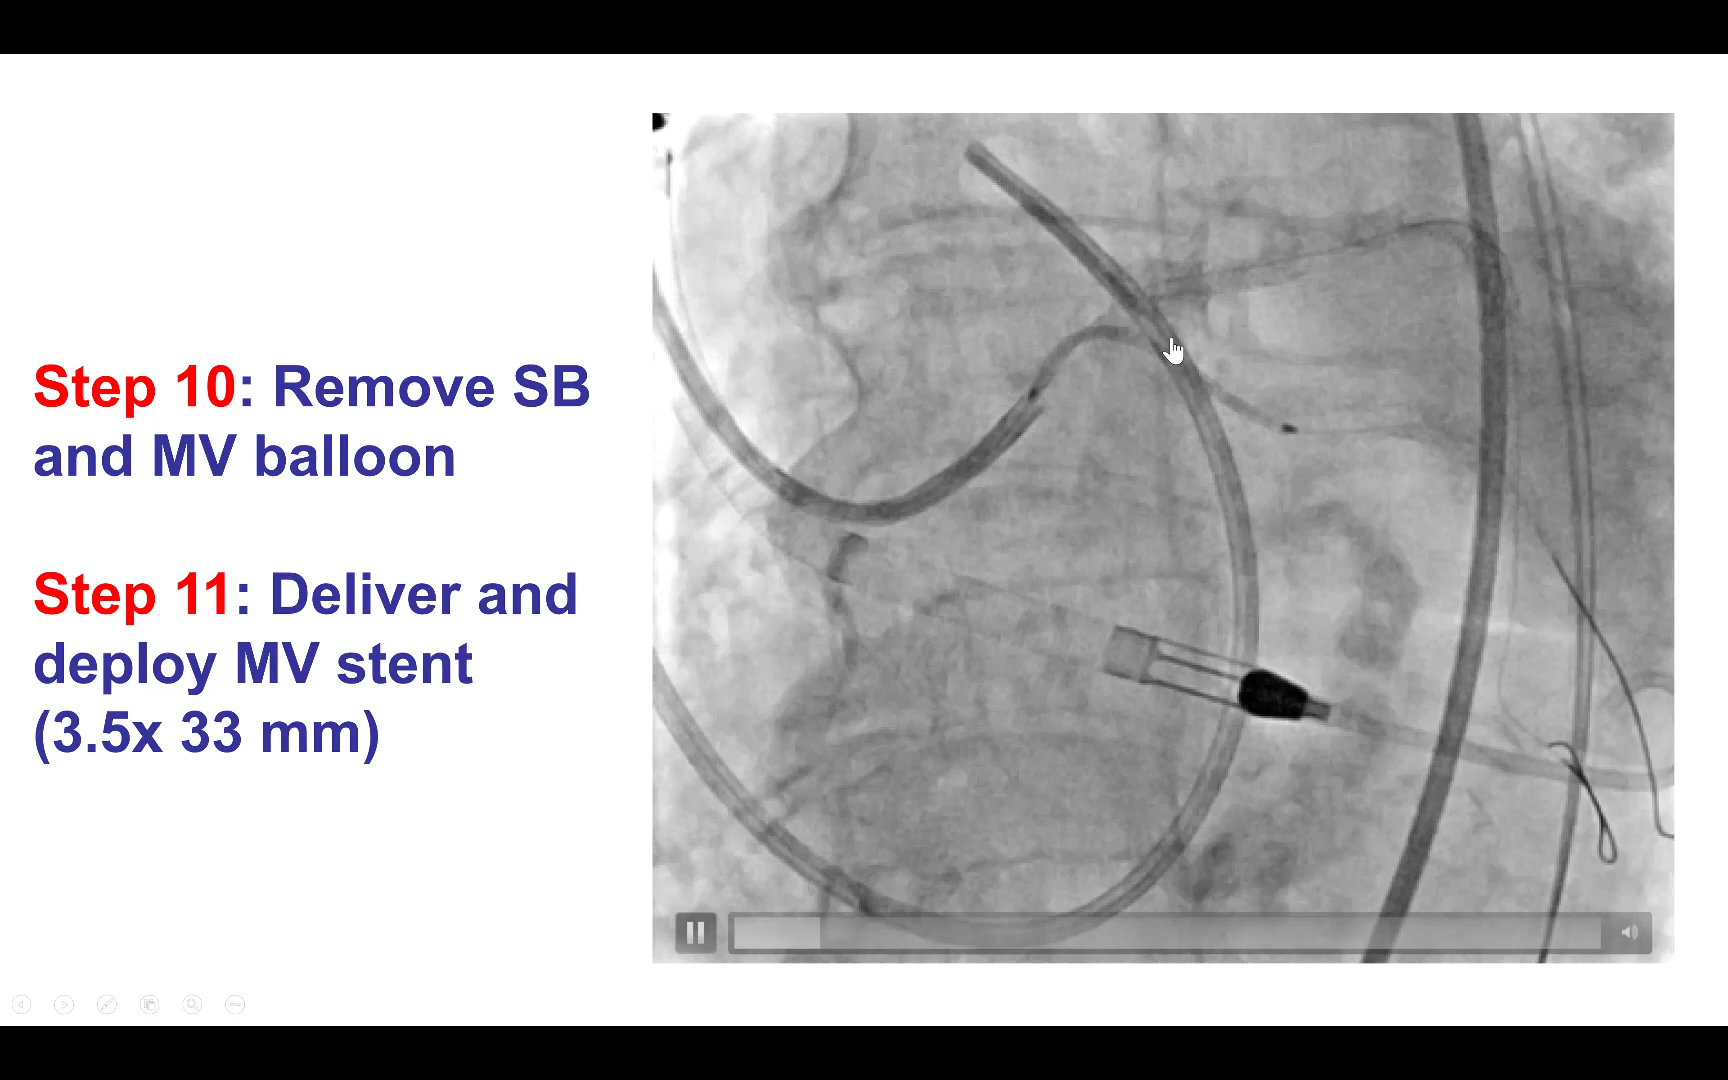 Step 10: Remove SB
and MV balloon
Step 11: Deliver and
deploy MV stent
(3.5x 33 mm)